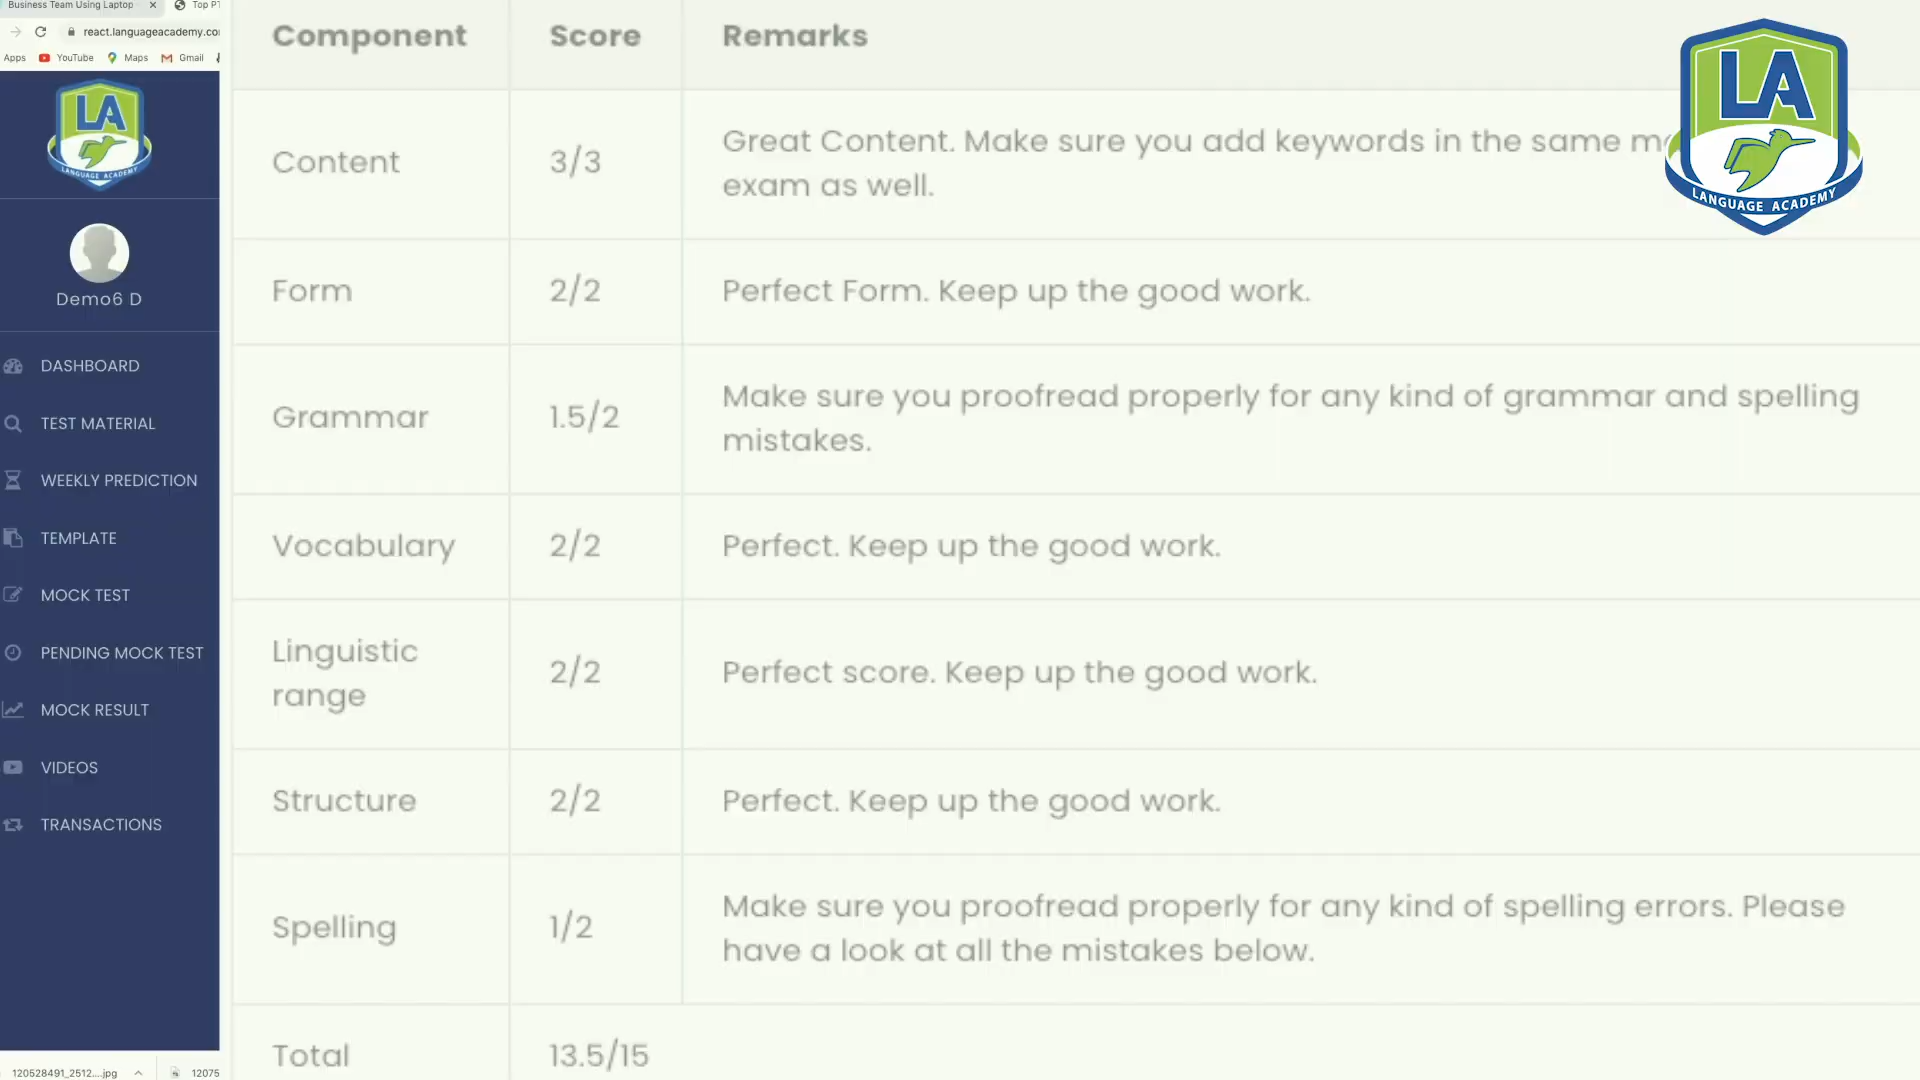 Business Team Using Laptop
Top PT
react.languageacademy.co
Apps YouTube Maps Gmail
LA
LANGUAGE ACADEMY
Demo6 D
DASHBOARD
TEST MATERIAL
WEEKLY PREDICTION
TEMPLATE
MOCK TEST
PENDING MOCK TEST
MOCK RESULT
VIDEOS
TRANSACTIONS
120528491_2512....jpg
12075
Component Score Remarks
Content 3/3 Great Content. Make sure you add keywords in the same
exam as well.
Form 2/2 Perfect Form. Keep up the good work.
Grammar 1.5/2 Make sure you proofread properly for any kind of grammar and spelling
mistakes.
Vocabulary 2/2 Perfect. Keep up the good work.
Linguistic
range 2/2 Perfect score. Keep up the good work.
Structure 2/2 Perfect. Keep up the good work.
Spelling 1/2 Make sure you proofread properly for any kind of spelling errors. Please
have a look at all the mistakes below.
Total 13.5/15
LA
LANGUAGE ACADEMY